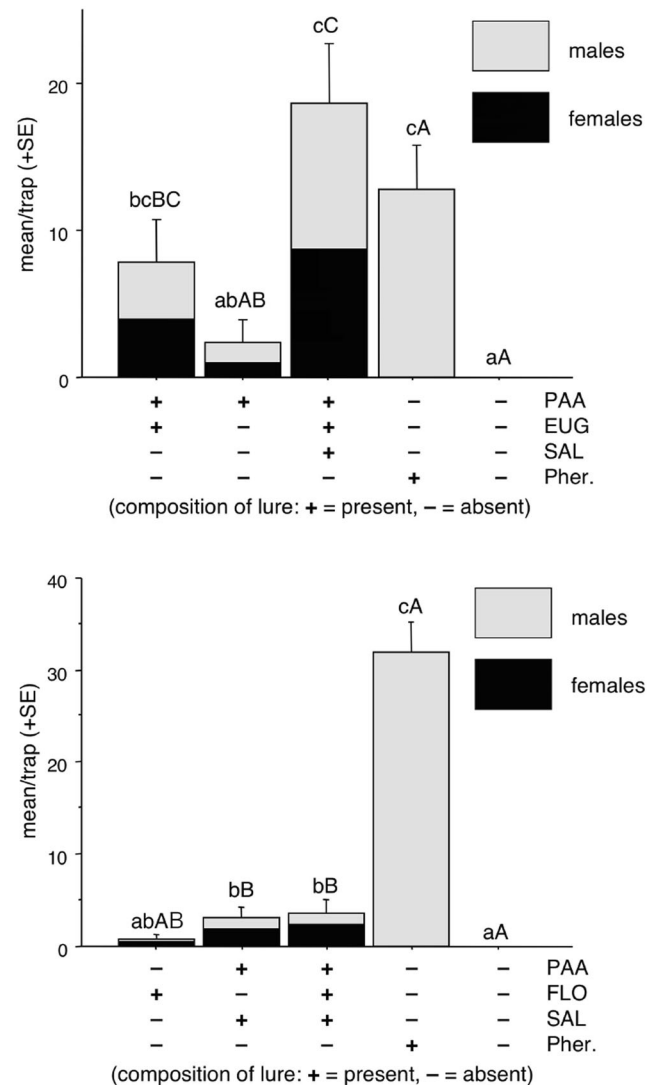 cC
males
20
cA
females
mean/trap (+SE)
bcBC
10
abAB
aA
0
+ + + – – PAA
+ – + – – EUG
– – + – – SAL
– – – + – Pher.
(composition of lure: + = present, – = absent)
40
cA
males
30
females
mean/trap (+SE)
20
10
bB
bB
abAB
aA
0
– + + – – PAA
+ – + – – FLO
– + + – – SAL
– – – + – Pher.
(composition of lure: + = present, – = absent)